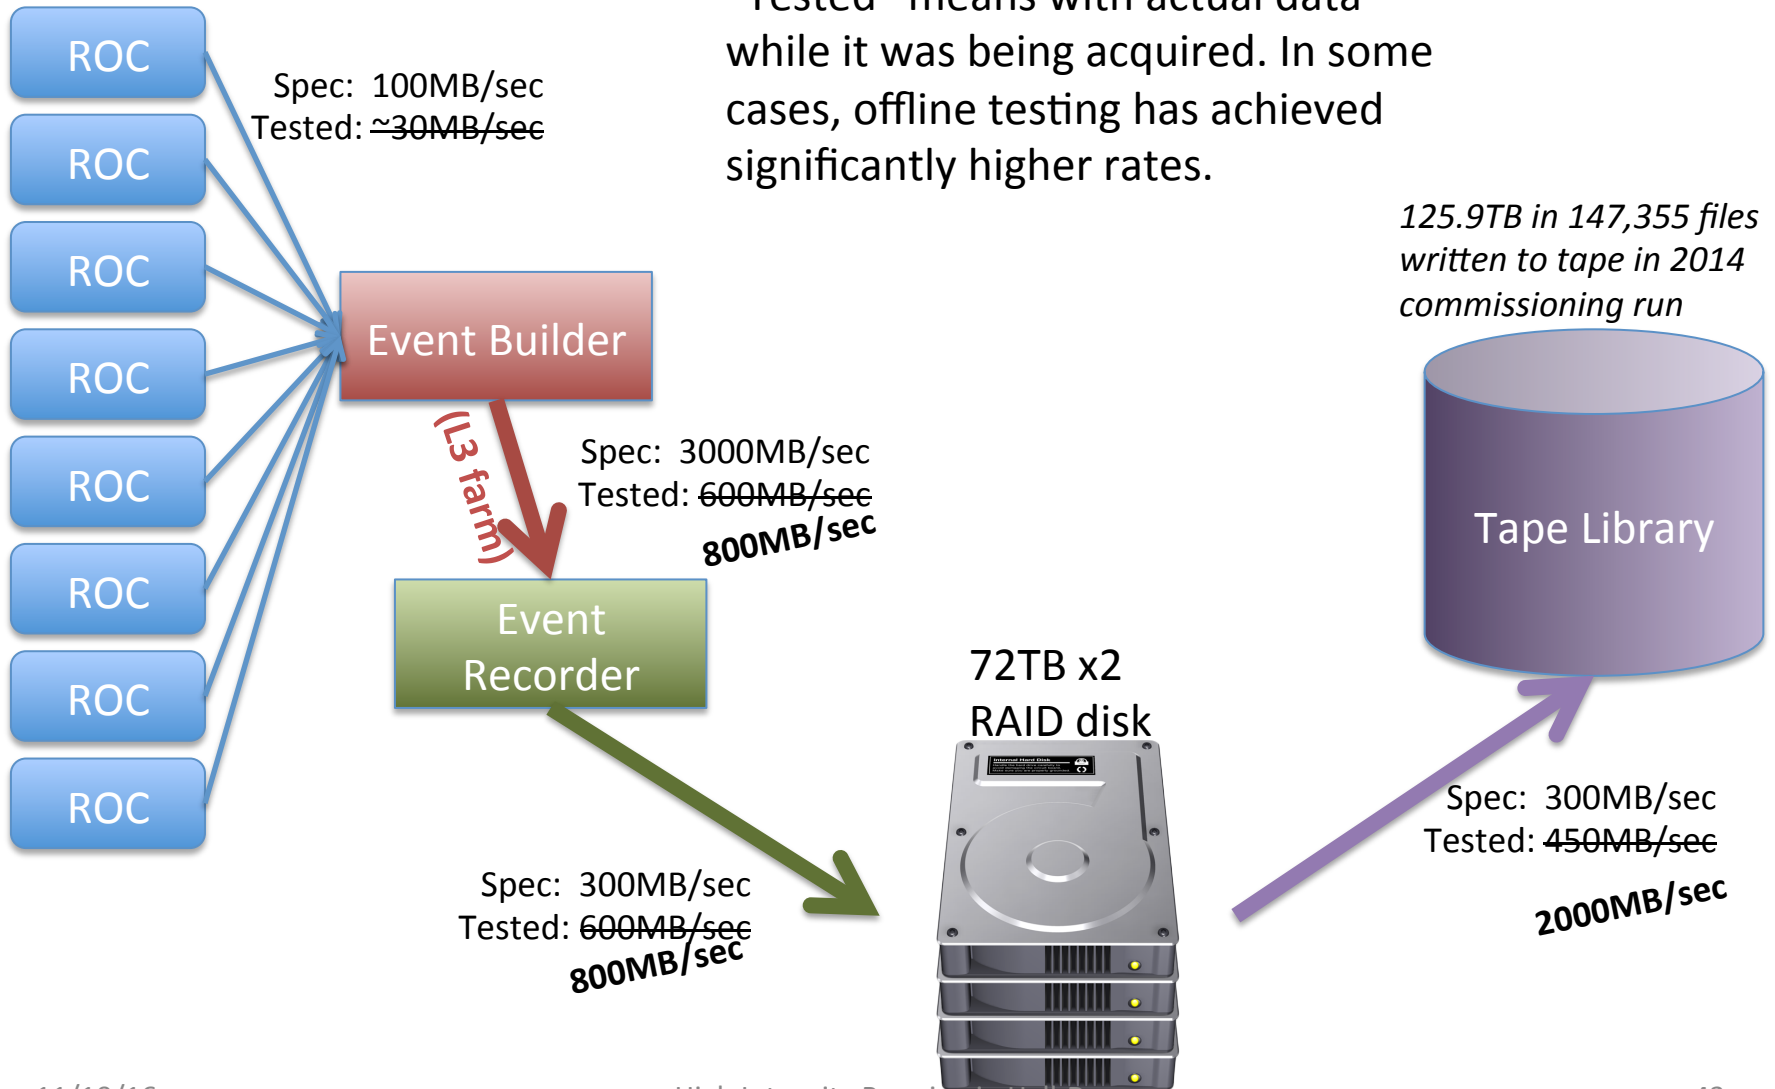 "Tested" means with actual data
while it was being acquired. In some
cases, offline testing has achieved
significantly higher rates.
ROC
ROC
ROC
ROC
ROC
ROC
ROC
ROC
Spec: 100MB/sec
Tested: ~30MB/sec
Event Builder
(L3 farm)
Spec: 3000MB/sec
Tested: 600MB/sec
800MB/sec
Event
Recorder
Spec: 300MB/sec
Tested: 600MB/sec
800MB/sec
72TB x2
RAID disk
Internal Hard Disk
125.9TB in 147,355 files
written to tape in 2014
commissioning run
Tape Library
Spec: 300MB/sec
Tested: 450MB/sec
2000MB/sec